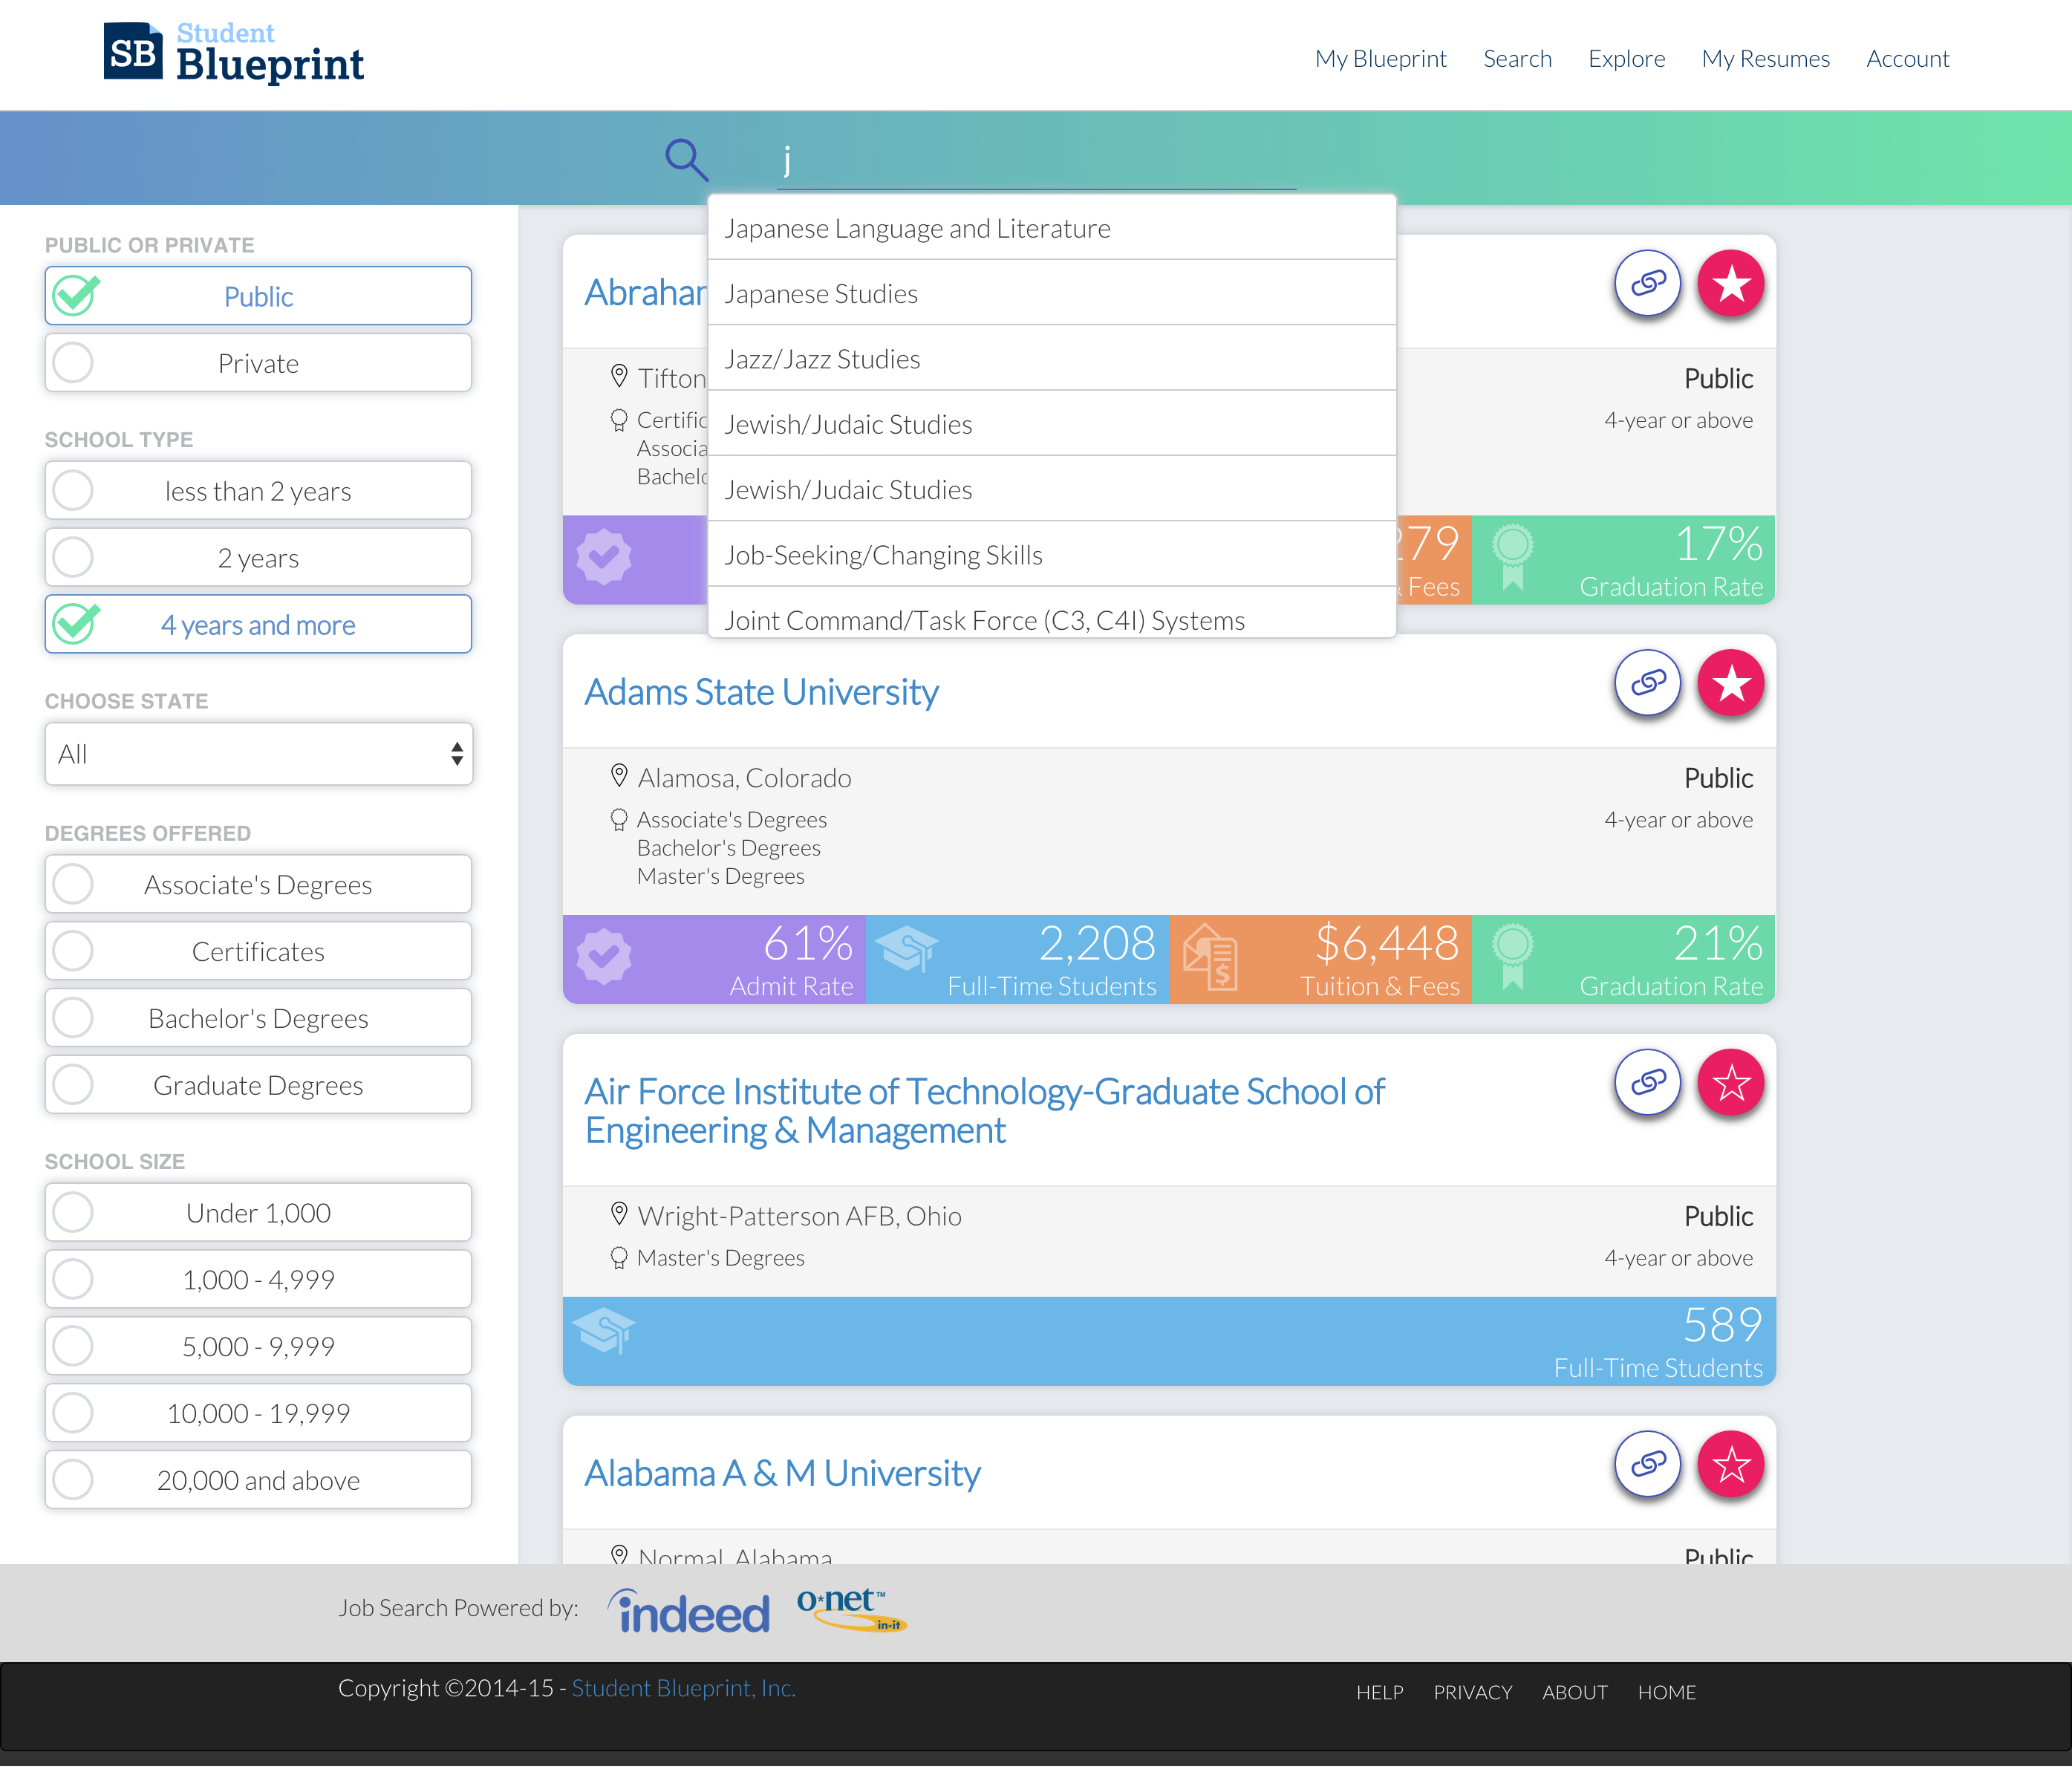 SB Student
Blueprint
My Blueprint Search Explore My Resumes Account
j
Japanese Language and Literature
Japanese Studies
Jazz/Jazz Studies
Jewish/Judaic Studies
Jewish/Judaic Studies
Job-Seeking/Changing Skills
Joint Command/Task Force (C3, C4I) Systems
PUBLIC OR PRIVATE
Public
Private
SCHOOL TYPE
less than 2 years
2 years
4 years and more
CHOOSE STATE
All
DEGREES OFFERED
Associate's Degrees
Certificates
Bachelor's Degrees
Graduate Degrees
SCHOOL SIZE
Under 1,000
1,000 - 4,999
5,000 - 9,999
10,000 - 19,999
20,000 and above
Tifton
Public
4-year or above
279
& Fees
17%
Graduation Rate
Adams State University
Alamosa, Colorado
Public
Associate's Degrees
4-year or above
Bachelor's Degrees
Master's Degrees
61%
Admit Rate
2,208
Full-Time Students
$6,448
Tuition & Fees
21%
Graduation Rate
Air Force Institute of Technology-Graduate School of
Engineering & Management
Wright-Patterson AFB, Ohio
Public
Master's Degrees
4-year or above
589
Full-Time Students
Alabama A & M University
Normal, Alabama
Public
Job Search Powered by: indeed o*net™ in-it
Copyright ©2014-15 - Student Blueprint, Inc.
HELP PRIVACY ABOUT HOME